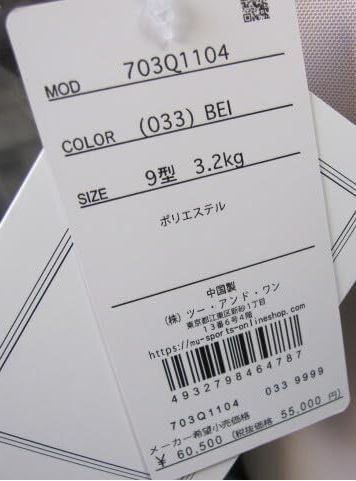 MOD 703Q1104
COLOR (033) BEI
SIZE 9型 3.2kg
ポリエステル
中国製
(株) ツー・アンド・ワン
東京都江東区新砂1丁目
13番6号4階
https://mu-sports-onlineshop.com
4932798464787
703Q1104 033 9999
メーカー希望小売価格
¥ 60,500 (税抜価格 55,000 円)